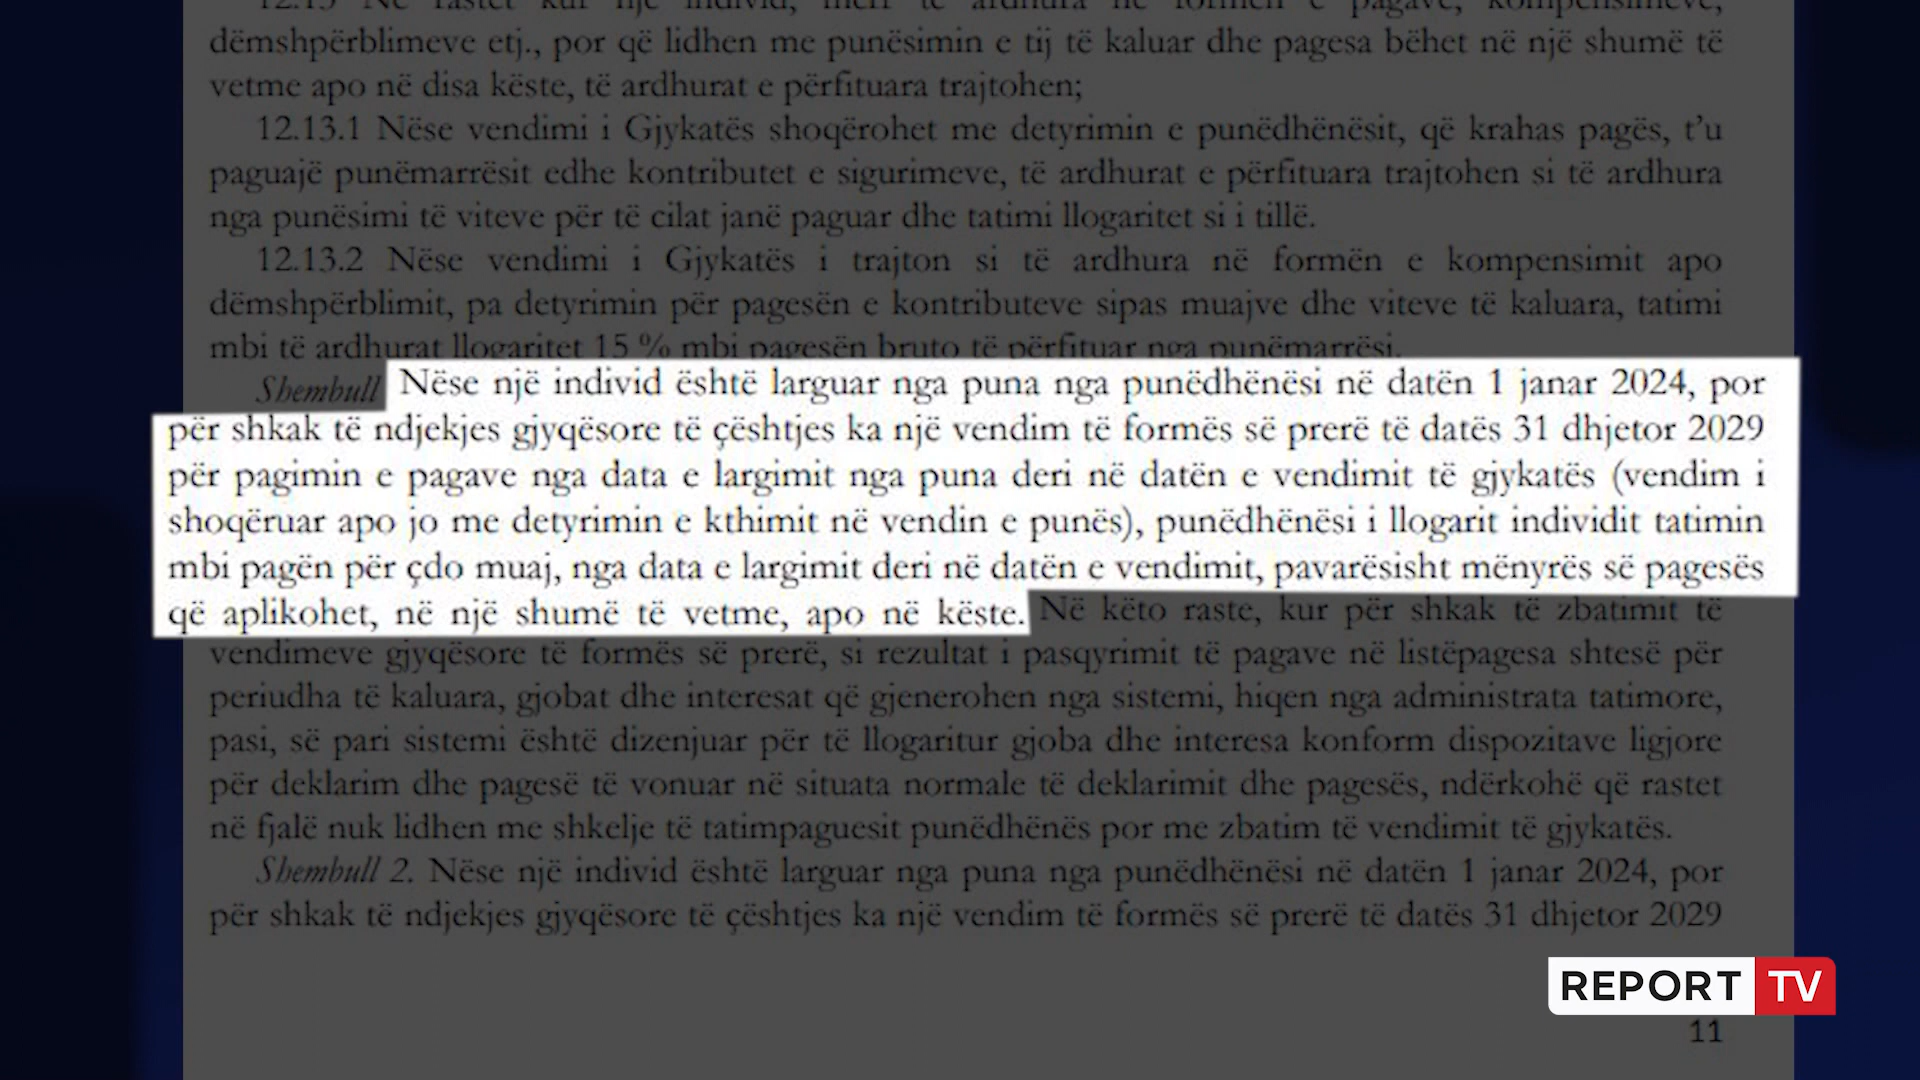 12.13 Në rastet kur një individ, merr të ardhura në formën e pagave, kompensimeve,
dëmshpërblimeve etj., por që lidhen me punësimin e tij të kaluar dhe pagesa bëhet në një shumë të
vetme apo në disa këste, të ardhurat e përfituara trajtohen;
12.13.1 Nëse vendimi i Gjykatës shoqërohet me detyrimin e punëdhënësit, që krahas pagës, t’u
paguajë punëmarrësit edhe kontributet e sigurimeve, të ardhurat e përfituara trajtohen si të ardhura
nga punësimi të viteve për të cilat janë paguar dhe tatimi llogaritet si i tillë.
12.13.2 Nëse vendimi i Gjykatës i trajton si të ardhura në formën e kompensimit apo
dëmshpërblimit, pa detyrimin për pagesën e kontributeve sipas muajve dhe viteve të kaluara, tatimi
mbi të ardhurat llogaritet 15 % mbi pagesën bruto të përfituar nga punëmarrësi.
Shembull Nëse një individ është larguar nga puna nga punëdhënësi në datën 1 janar 2024, por
për shkak të ndjekjes gjyqësore të çështjes ka një vendim të formës së prerë të datës 31 dhjetor 2029
për pagimin e pagave nga data e largimit nga puna deri në datën e vendimit të gjykatës (vendim i
shoqëruar apo jo me detyrimin e kthimit në vendin e punës), punëdhënësi i llogarit individit tatimin
mbi pagën për çdo muaj, nga data e largimit deri në datën e vendimit, pavarësisht mënyrës së pagesës
që aplikohet, në një shumë të vetme, apo në këste. Në këto raste, kur për shkak të zbatimit të
vendimeve gjyqësore të formës së prerë, si rezultat i pasqyrimit të pagave në listëpagesa shtesë për
periudha të kaluara, gjobat dhe interesat që gjenerohen nga sistemi, hiqen nga administrata tatimore,
pasi, së pari sistemi është dizenjuar për të llogaritur gjoba dhe interesa konform dispozitave ligjore
për deklarim dhe pagesë të vonuar në situata normale të deklarimit dhe pagesës, ndërkohë që rastet
në fjalë nuk lidhen me shkelje të tatimpaguesit punëdhënës por me zbatim të vendimit të gjykatës.
Shembull 2. Nëse një individ është larguar nga puna nga punëdhënësi në datën 1 janar 2024, por
për shkak të ndjekjes gjyqësore të çështjes ka një vendim të formës së prerë të datës 31 dhjetor 2029
REPORT TV
11